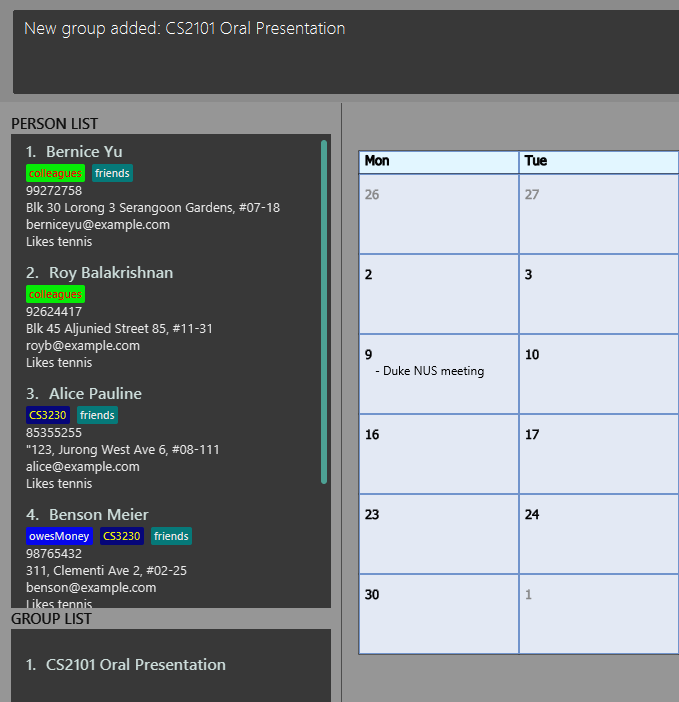 New group added: CS2101 Oral Presentation
PERSON LIST
1. Bernice Yu
colleagues friends
99272758
Blk 30 Lorong 3 Serangoon Gardens, #07-18
berniceyu@example.com
Likes tennis
2. Roy Balakrishnan
colleagues
92624417
Blk 45 Aljunied Street 85, #11-31
royb@example.com
Likes tennis
3. Alice Pauline
CS3230 friends
85355255
"123, Jurong West Ave 6, #08-111
alice@example.com
Likes tennis
4. Benson Meier
owesMoney CS3230 friends
98765432
311, Clementi Ave 2, #02-25
benson@example.com
Likes tennis
GROUP LIST
1. CS2101 Oral Presentation
Mon Tue
26 27
2 3
9 10
- Duke NUS meeting
16 17
23 24
30 1